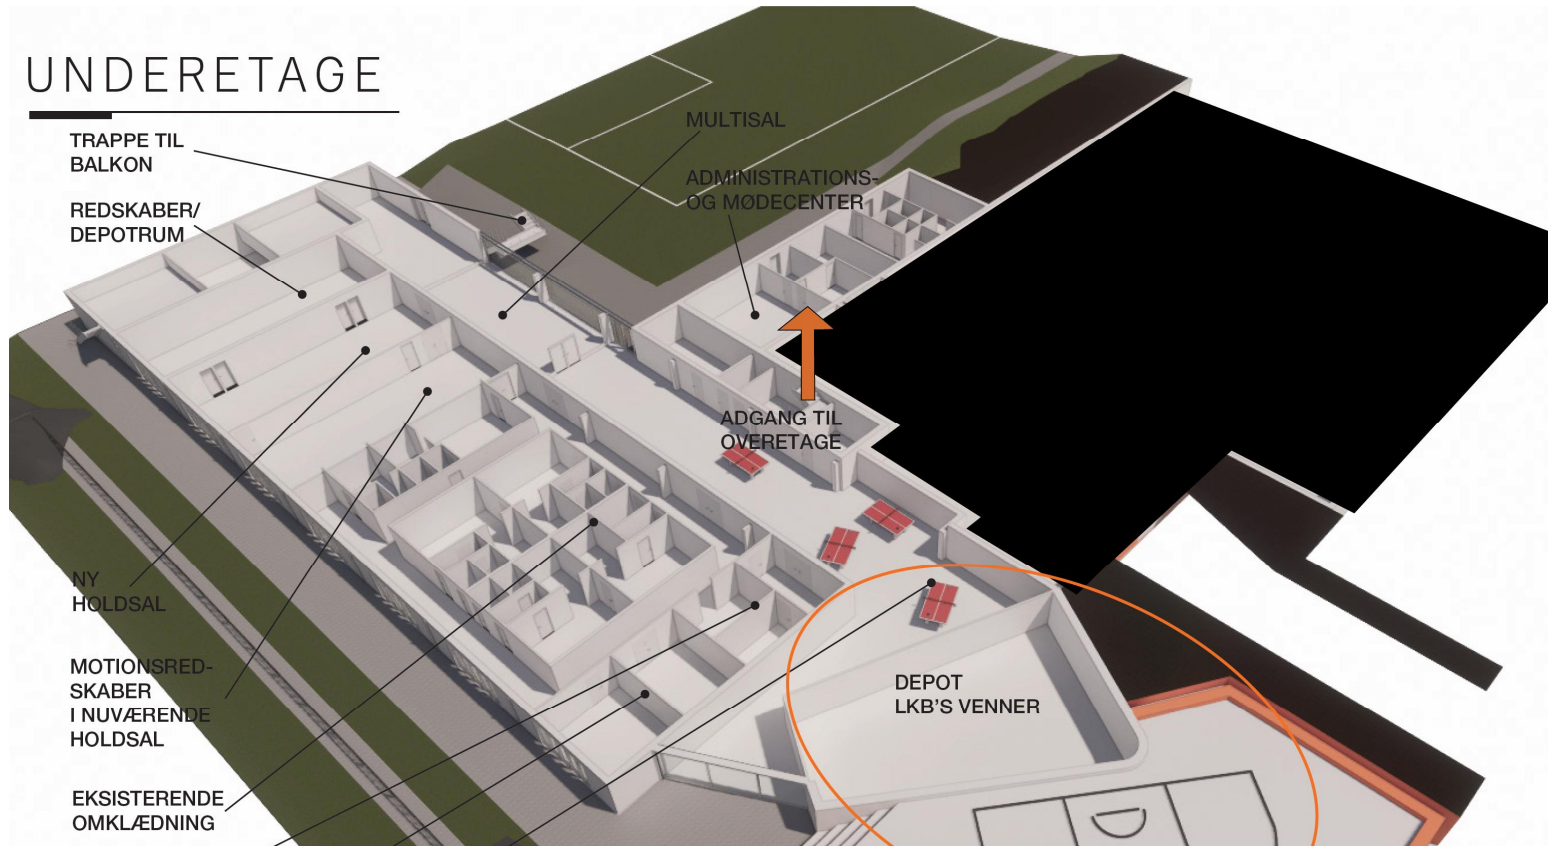 UNDERETAGE
TRAPPE TIL
BALKON
REDSKABER/
DEPOTRUM
MULTISAL
ADMINISTRATIONS-
OG MØDECENTER
ADGANG TIL
OVERETAGE
NY
HOLDSAL
MOTIONSRED-
SKABER
I NUVÆRENDE
HOLDSAL
DEPOT
LKB'S VENNER
EKSISTERENDE
OMKLÆDNING